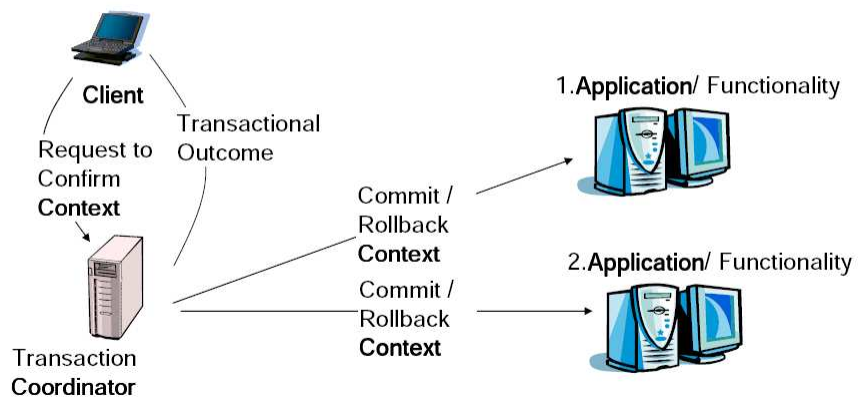 Client
Request to
Confirm
Context
Transactional
Outcome
Transaction
Coordinator
Commit /
Rollback
Context
Commit /
Rollback
Context
1.Application/ Functionality
2.Application/ Functionality